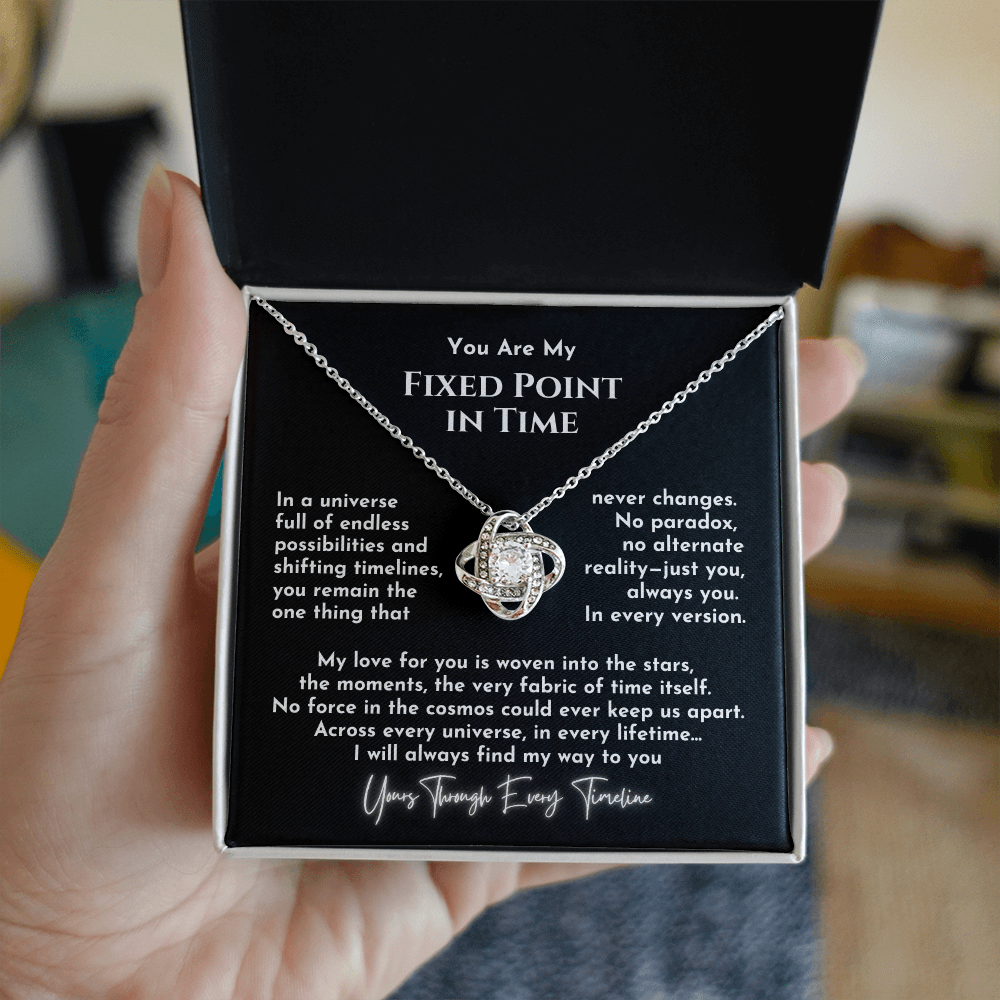 You Are My
FIXED POINT
IN TIME
In a universe
full of endless
possibilities and
shifting timelines,
you remain the
one thing that
never changes.
No paradox,
no alternate
reality—just you,
always you.
In every version.
My love for you is woven into the stars,
the moments, the very fabric of time itself.
No force in the cosmos could ever keep us apart.
Across every universe, in every lifetime...
I will always find my way to you
Yours Through Every Timeline